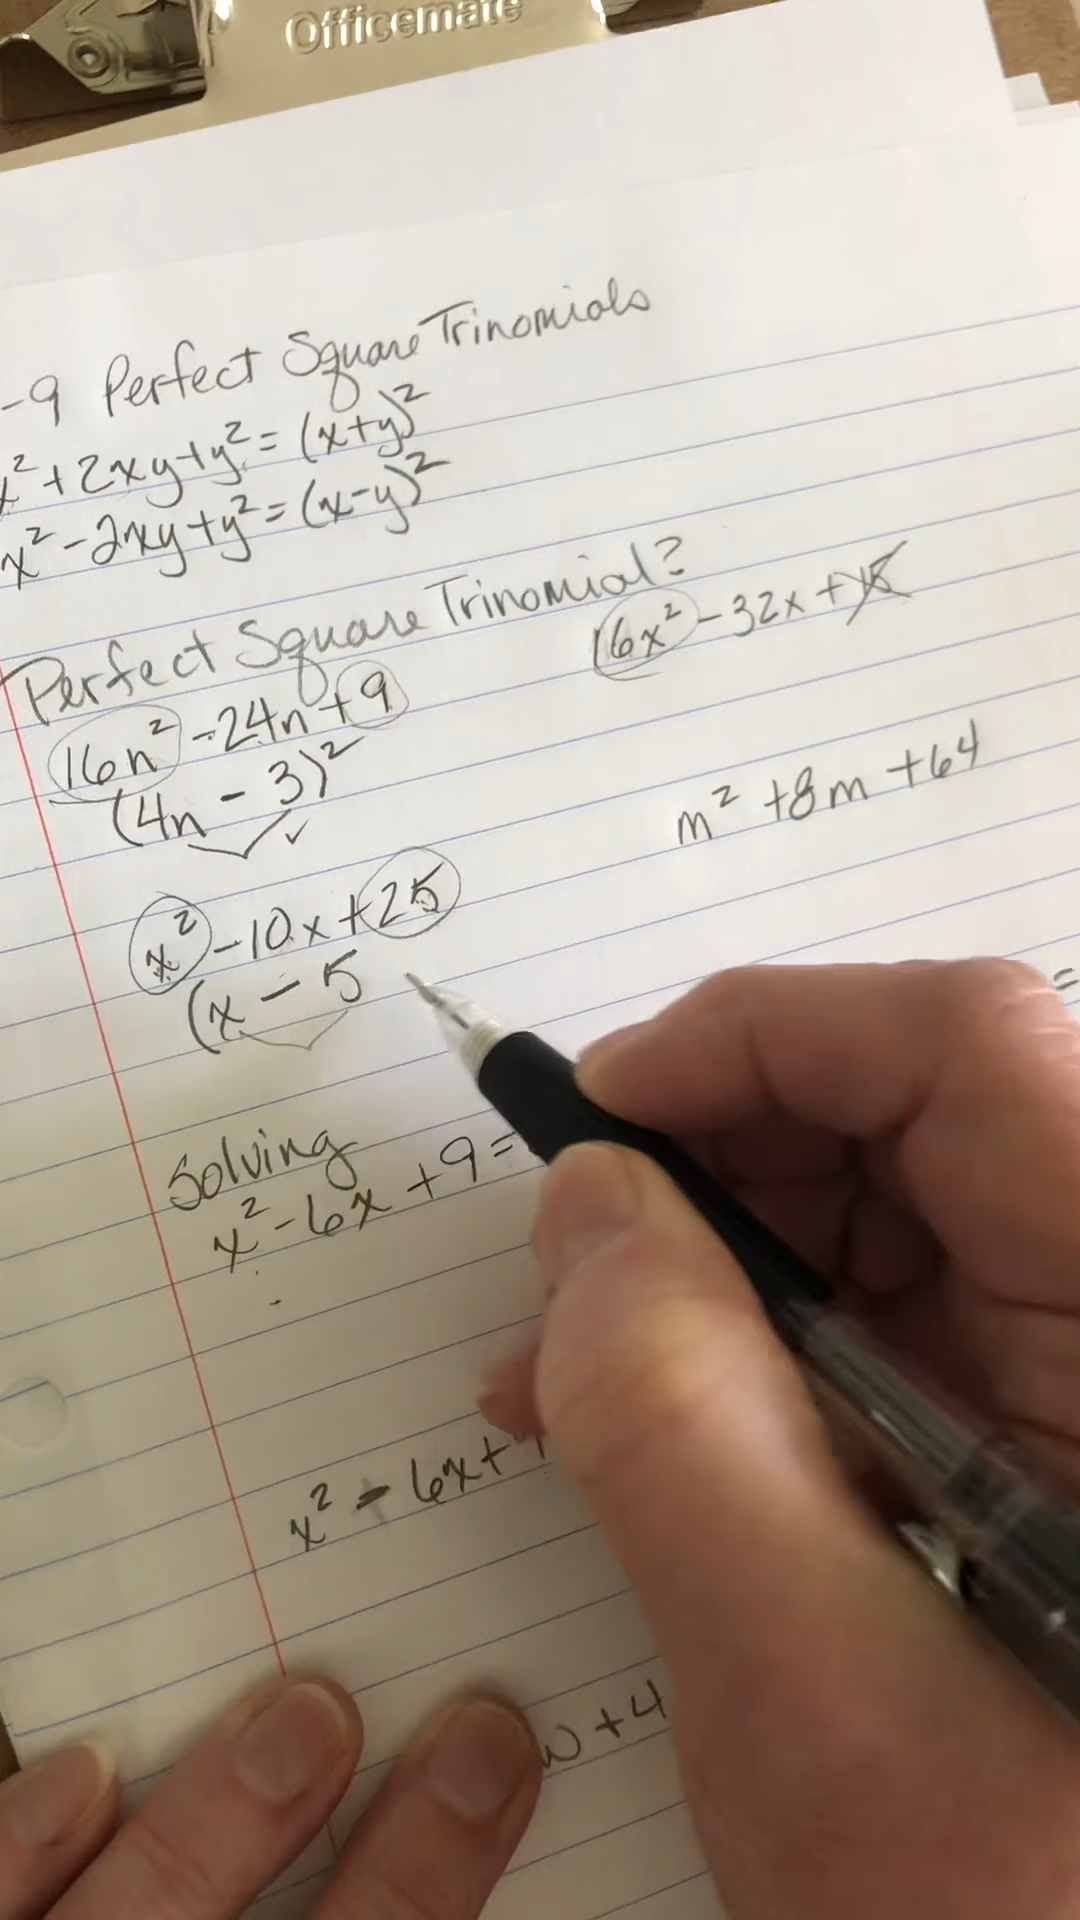 Officemate
-9 Perfect Square Trinomials
x² + 2xy + y² = (x+y)²
x² - 2xy + y² = (x-y)²
Perfect Square Trinomial?
16n² - 24n + 9
(4n - 3)²
16x² - 32x + 15
m² + 8m + 64
x² - 10x + 25
(x - 5
Solving
x² - 6x + 9 =
=
x² - 6x +
w + 4